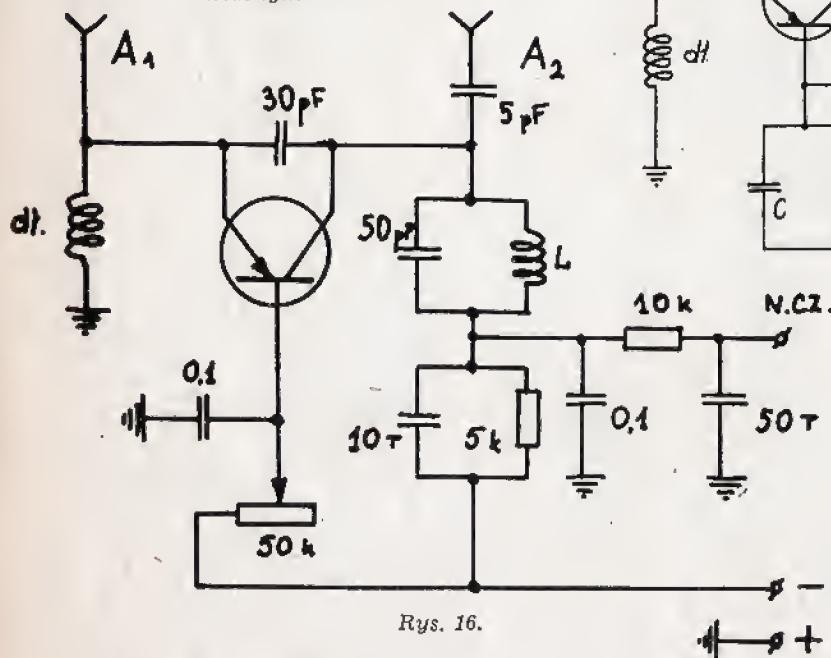 A₁
A₂
30pF
5pF
dł.
dł.
50pF
L
C
10k
N.CZ.
0,1
10T
5k
0,1
50T
50k
−
+
Rys. 16.